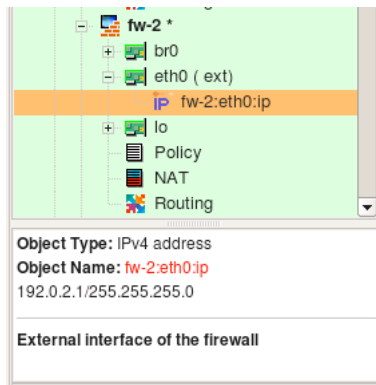 fw-2 *
br0
eth0 ( ext)
IP fw-2:eth0:ip
lo
Policy
NAT
Routing
Object Type: IPv4 address
Object Name: fw-2:eth0:ip
192.0.2.1/255.255.255.0
External interface of the firewall